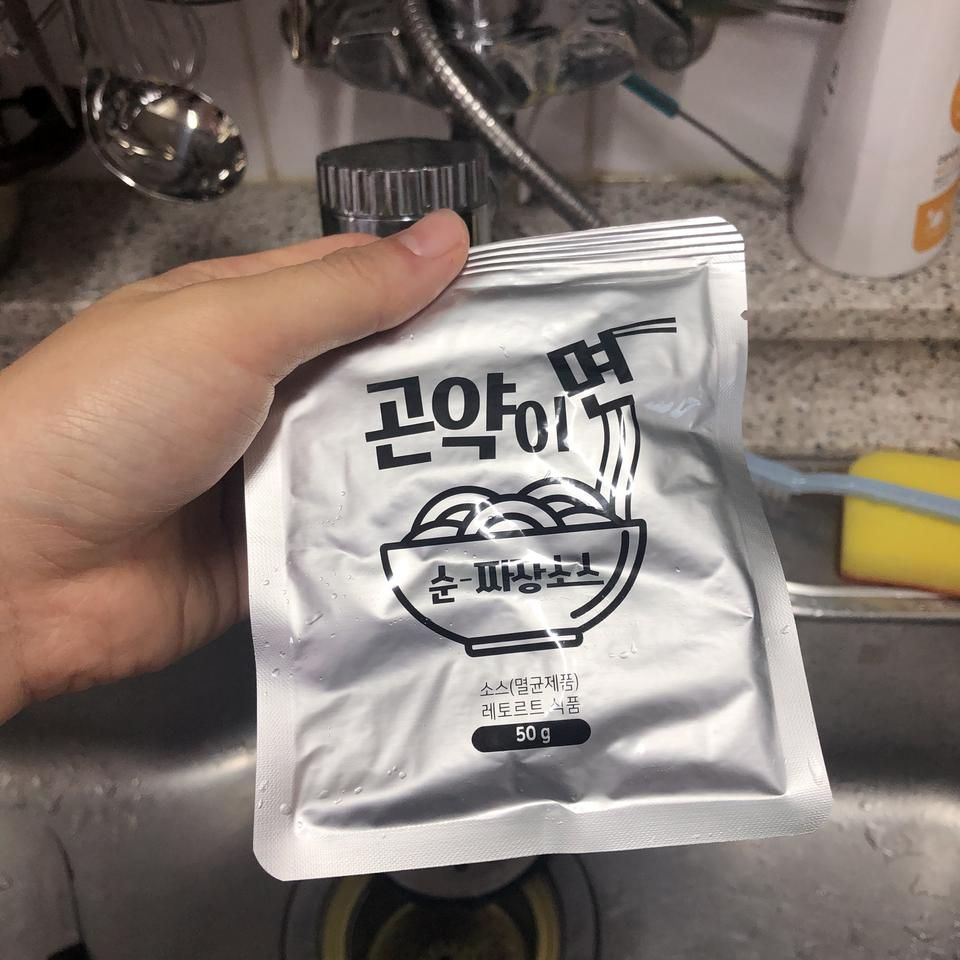 곤약이면
순-짜장소스
소스(멸균제품)
레토르트 식품
50 g